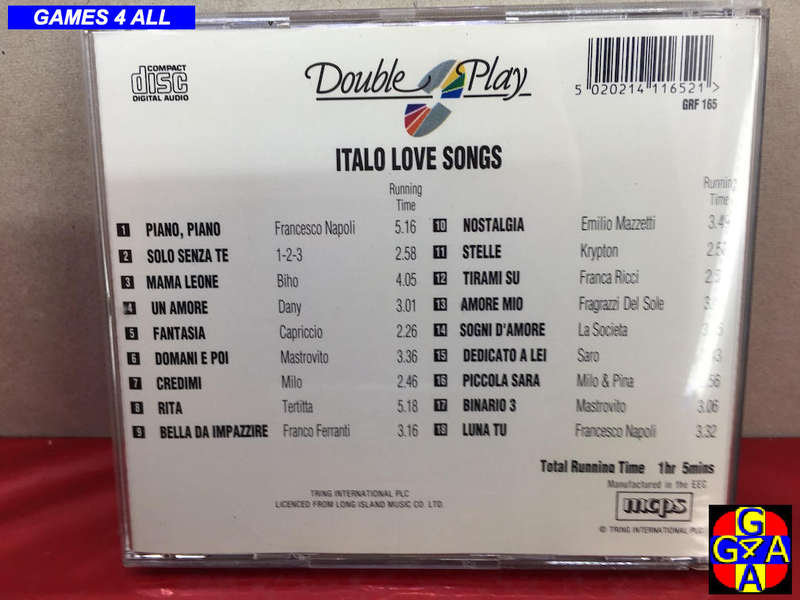 GAMES 4 ALL
COMPACT
disc
DIGITAL AUDIO
Double Play
5 020214 116521 >
GRF 165
ITALO LOVE SONGS
Running
Time
1 PIANO, PIANO Francesco Napoli 5.16
2 SOLO SENZA TE 1-2-3 2.58
3 MAMA LEONE Biho 4.05
4 UN AMORE Dany 3.01
5 FANTASIA Capriccio 2.26
6 DOMANI E POI Mastrovito 3.36
7 CREDIMI Milo 2.46
8 RITA Tertitta 5.18
9 BELLA DA IMPAZZIRE Franco Ferranti 3.16
Running
Time
10 NOSTALGIA Emilio Mazzetti
11 STELLE Krypton
12 TIRAMI SU Franca Ricci
13 AMORE MIO Fragrazzi Del Sole
14 SOGNI D'AMORE La Societa
15 DEDICATO A LEI Saro
16 PICCOLA SARA Milo & Pina
17 BINARIO 3 Mastrovito 3.06
18 LUNA TU Francesco Napoli 3.32
Total Running Time 1hr 5mins
Manufactured in the EEC
mcps
© TRING INTERNATIONAL PLC
TRING INTERNATIONAL PLC
LICENCED FROM LONG ISLAND MUSIC CO. LTD.
G
G4A
A